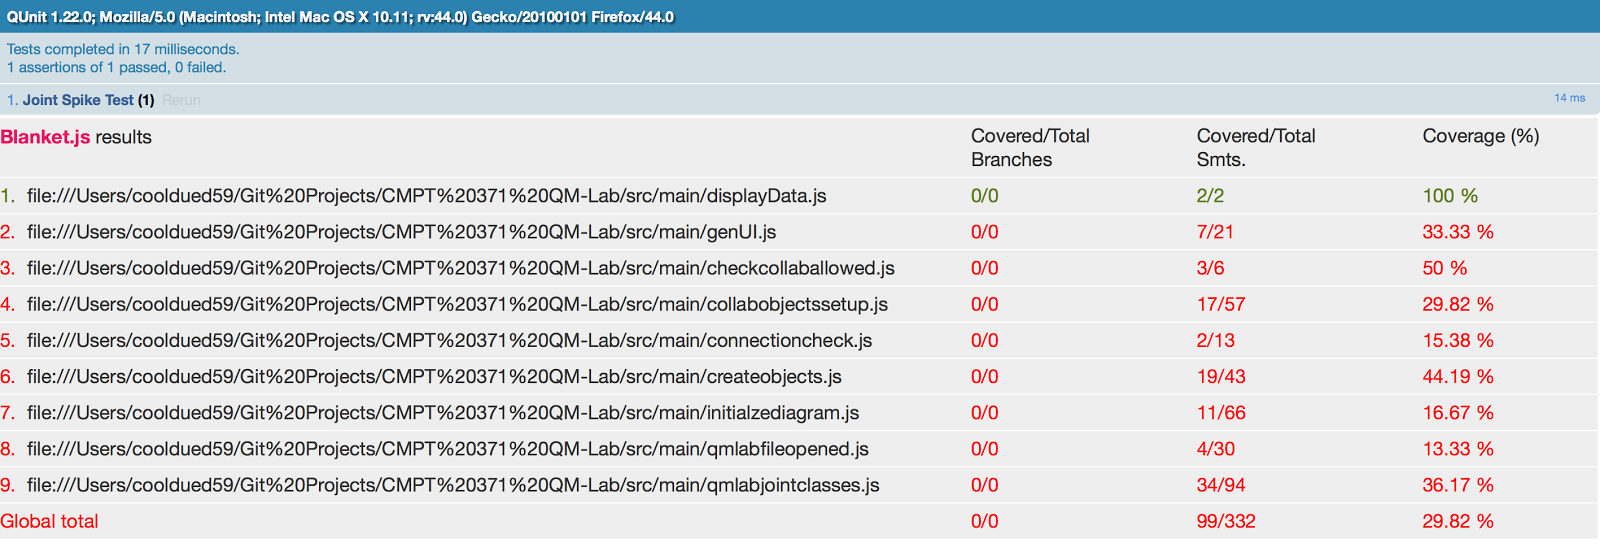 QUnit 1.22.0; Mozilla/5.0 (Macintosh; Intel Mac OS X 10.11; rv:44.0) Gecko/20100101 Firefox/44.0
Tests completed in 17 milliseconds.
1 assertions of 1 passed, 0 failed.
1. Joint Spike Test (1) Rerun 14 ms
Blanket.js results Covered/Total Branches Covered/Total Smts. Coverage (%)
1. file:///Users/cooldued59/Git%20Projects/CMPT%20371%20QM-Lab/src/main/displayData.js 0/0 2/2 100 %
2. file:///Users/cooldued59/Git%20Projects/CMPT%20371%20QM-Lab/src/main/genUI.js 0/0 7/21 33.33 %
3. file:///Users/cooldued59/Git%20Projects/CMPT%20371%20QM-Lab/src/main/checkcollaballowed.js 0/0 3/6 50 %
4. file:///Users/cooldued59/Git%20Projects/CMPT%20371%20QM-Lab/src/main/collabobjectssetup.js 0/0 17/57 29.82 %
5. file:///Users/cooldued59/Git%20Projects/CMPT%20371%20QM-Lab/src/main/connectioncheck.js 0/0 2/13 15.38 %
6. file:///Users/cooldued59/Git%20Projects/CMPT%20371%20QM-Lab/src/main/createobjects.js 0/0 19/43 44.19 %
7. file:///Users/cooldued59/Git%20Projects/CMPT%20371%20QM-Lab/src/main/initialzediagram.js 0/0 11/66 16.67 %
8. file:///Users/cooldued59/Git%20Projects/CMPT%20371%20QM-Lab/src/main/qmlabfileopened.js 0/0 4/30 13.33 %
9. file:///Users/cooldued59/Git%20Projects/CMPT%20371%20QM-Lab/src/main/qmlabjointclasses.js 0/0 34/94 36.17 %
Global total 0/0 99/332 29.82 %